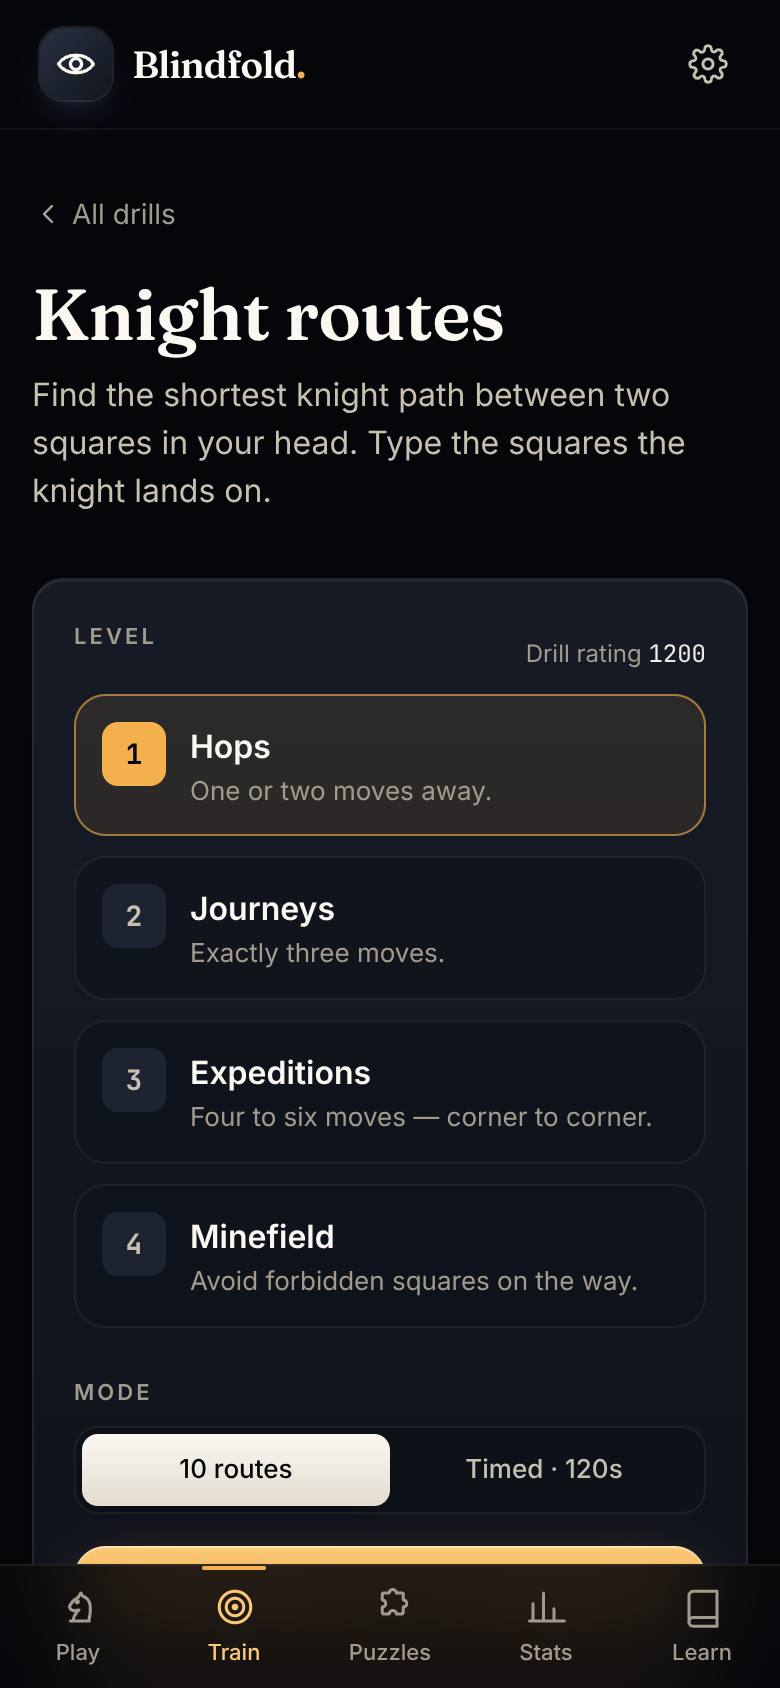 Blindfold.
All drills
Knight routes
Find the shortest knight path between two
squares in your head. Type the squares the
knight lands on.
LEVEL
Drill rating 1200
1
Hops
One or two moves away.
2
Journeys
Exactly three moves.
3
Expeditions
Four to six moves — corner to corner.
4
Minefield
Avoid forbidden squares on the way.
MODE
10 routes
Timed · 120s
Play
Train
Puzzles
Stats
Learn